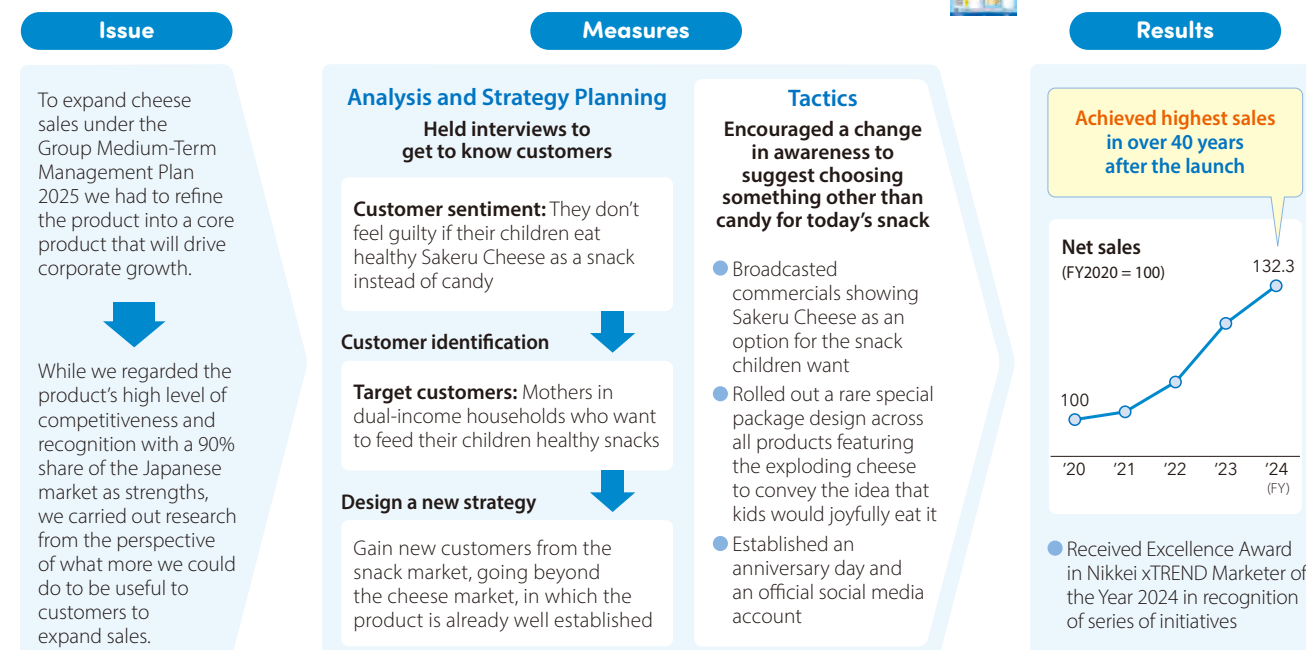 Issue
To expand cheese
sales under the
Group Medium-Term
Management Plan
2025 we had to refine
the product into a core
product that will drive
corporate growth.
While we regarded the
product's high level of
competitiveness and
recognition with a 90%
share of the Japanese
market as strengths,
we carried out research
from the perspective
of what more we could
do to be useful to
customers to
expand sales.
Measures
Analysis and Strategy Planning
Held interviews to
get to know customers
Customer sentiment: They don't
feel guilty if their children eat
healthy Sakeru Cheese as a snack
instead of candy
Customer identification
Target customers: Mothers in
dual-income households who want
to feed their children healthy snacks
Design a new strategy
Gain new customers from the
snack market, going beyond
the cheese market, in which the
product is already well established
Tactics
Encouraged a change
in awareness to
suggest choosing
something other than
candy for today's snack
Broadcasted
commercials showing
Sakeru Cheese as an
option for the snack
children want
Rolled out a rare special
package design across
all products featuring
the exploding cheese
to convey the idea that
kids would joyfully eat it
Established an
anniversary day and
an official social media
account
Results
Achieved highest sales
in over 40 years
after the launch
Net sales
(FY2020 = 100)
132.3
100
'20 '21 '22 '23 '24
(FY)
Received Excellence Award
in Nikkei xTREND Marketer of
the Year 2024 in recognition
of series of initiatives